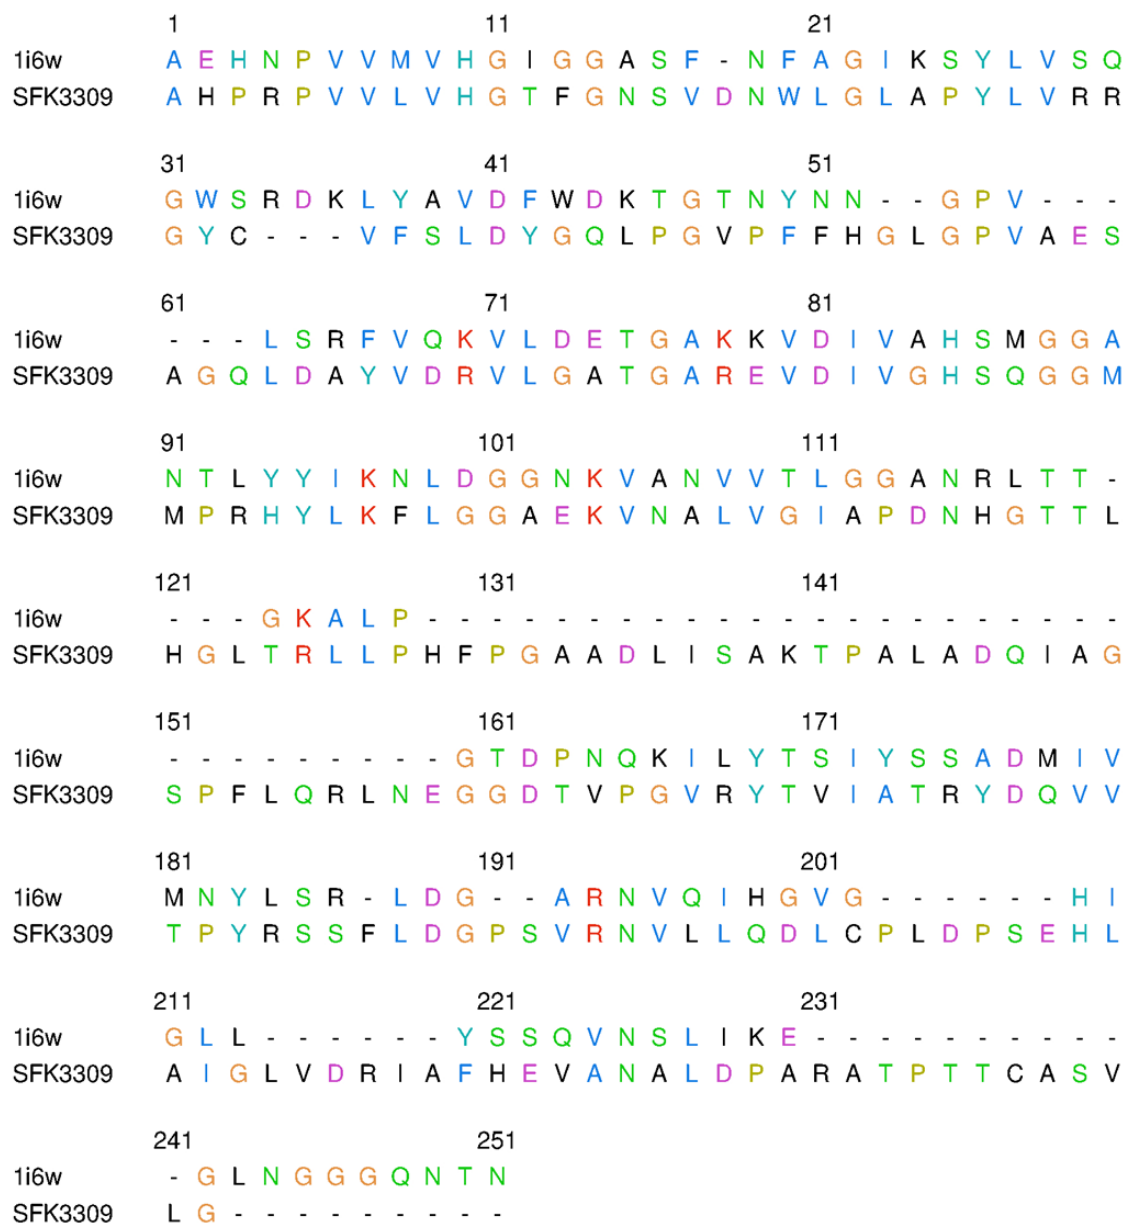 1 11 21
1i6w A E H N P V V M V H G I G G A S F - N F A G I K S Y L V S Q
SFK3309 A H P R P V V L V H G T F G N S V D N W L G L A P Y L V R R
31 41 51
1i6w G W S R D K L Y A V D F W D K T G T N Y N N - - G P V - - -
SFK3309 G Y C - - - V F S L D Y G Q L P G V P F F H G L G P V A E S
61 71 81
1i6w - - - L S R F V Q K V L D E T G A K K V D I V A H S M G G A
SFK3309 A G Q L D A Y V D R V L G A T G A R E V D I V G H S Q G G M
91 101 111
1i6w N T L Y Y I K N L D G G N K V A N V V T L G G A N R L T T -
SFK3309 M P R H Y L K F L G G A E K V N A L V G I A P D N H G T T L
121 131 141
1i6w - - - G K A L P - - - - - - - - - - - - - - - - - - - - - -
SFK3309 H G L T R L L P H F P G A A D L I S A K T P A L A D Q I A G
151 161 171
1i6w - - - - - - - - - G T D P N Q K I L Y T S I Y S S A D M I V
SFK3309 S P F L Q R L N E G G D T V P G V R Y T V I A T R Y D Q V V
181 191 201
1i6w M N Y L S R - L D G - - A R N V Q I H G V G - - - - - - H I
SFK3309 T P Y R S S F L D G P S V R N V L L Q D L C P L D P S E H L
211 221 231
1i6w G L L - - - - - - Y S S Q V N S L I K E - - - - - - - - - -
SFK3309 A I G L V D R I A F H E V A N A L D P A R A T P T T C A S V
241 251
1i6w - G L N G G G Q N T N
SFK3309 L G - - - - - - - - -